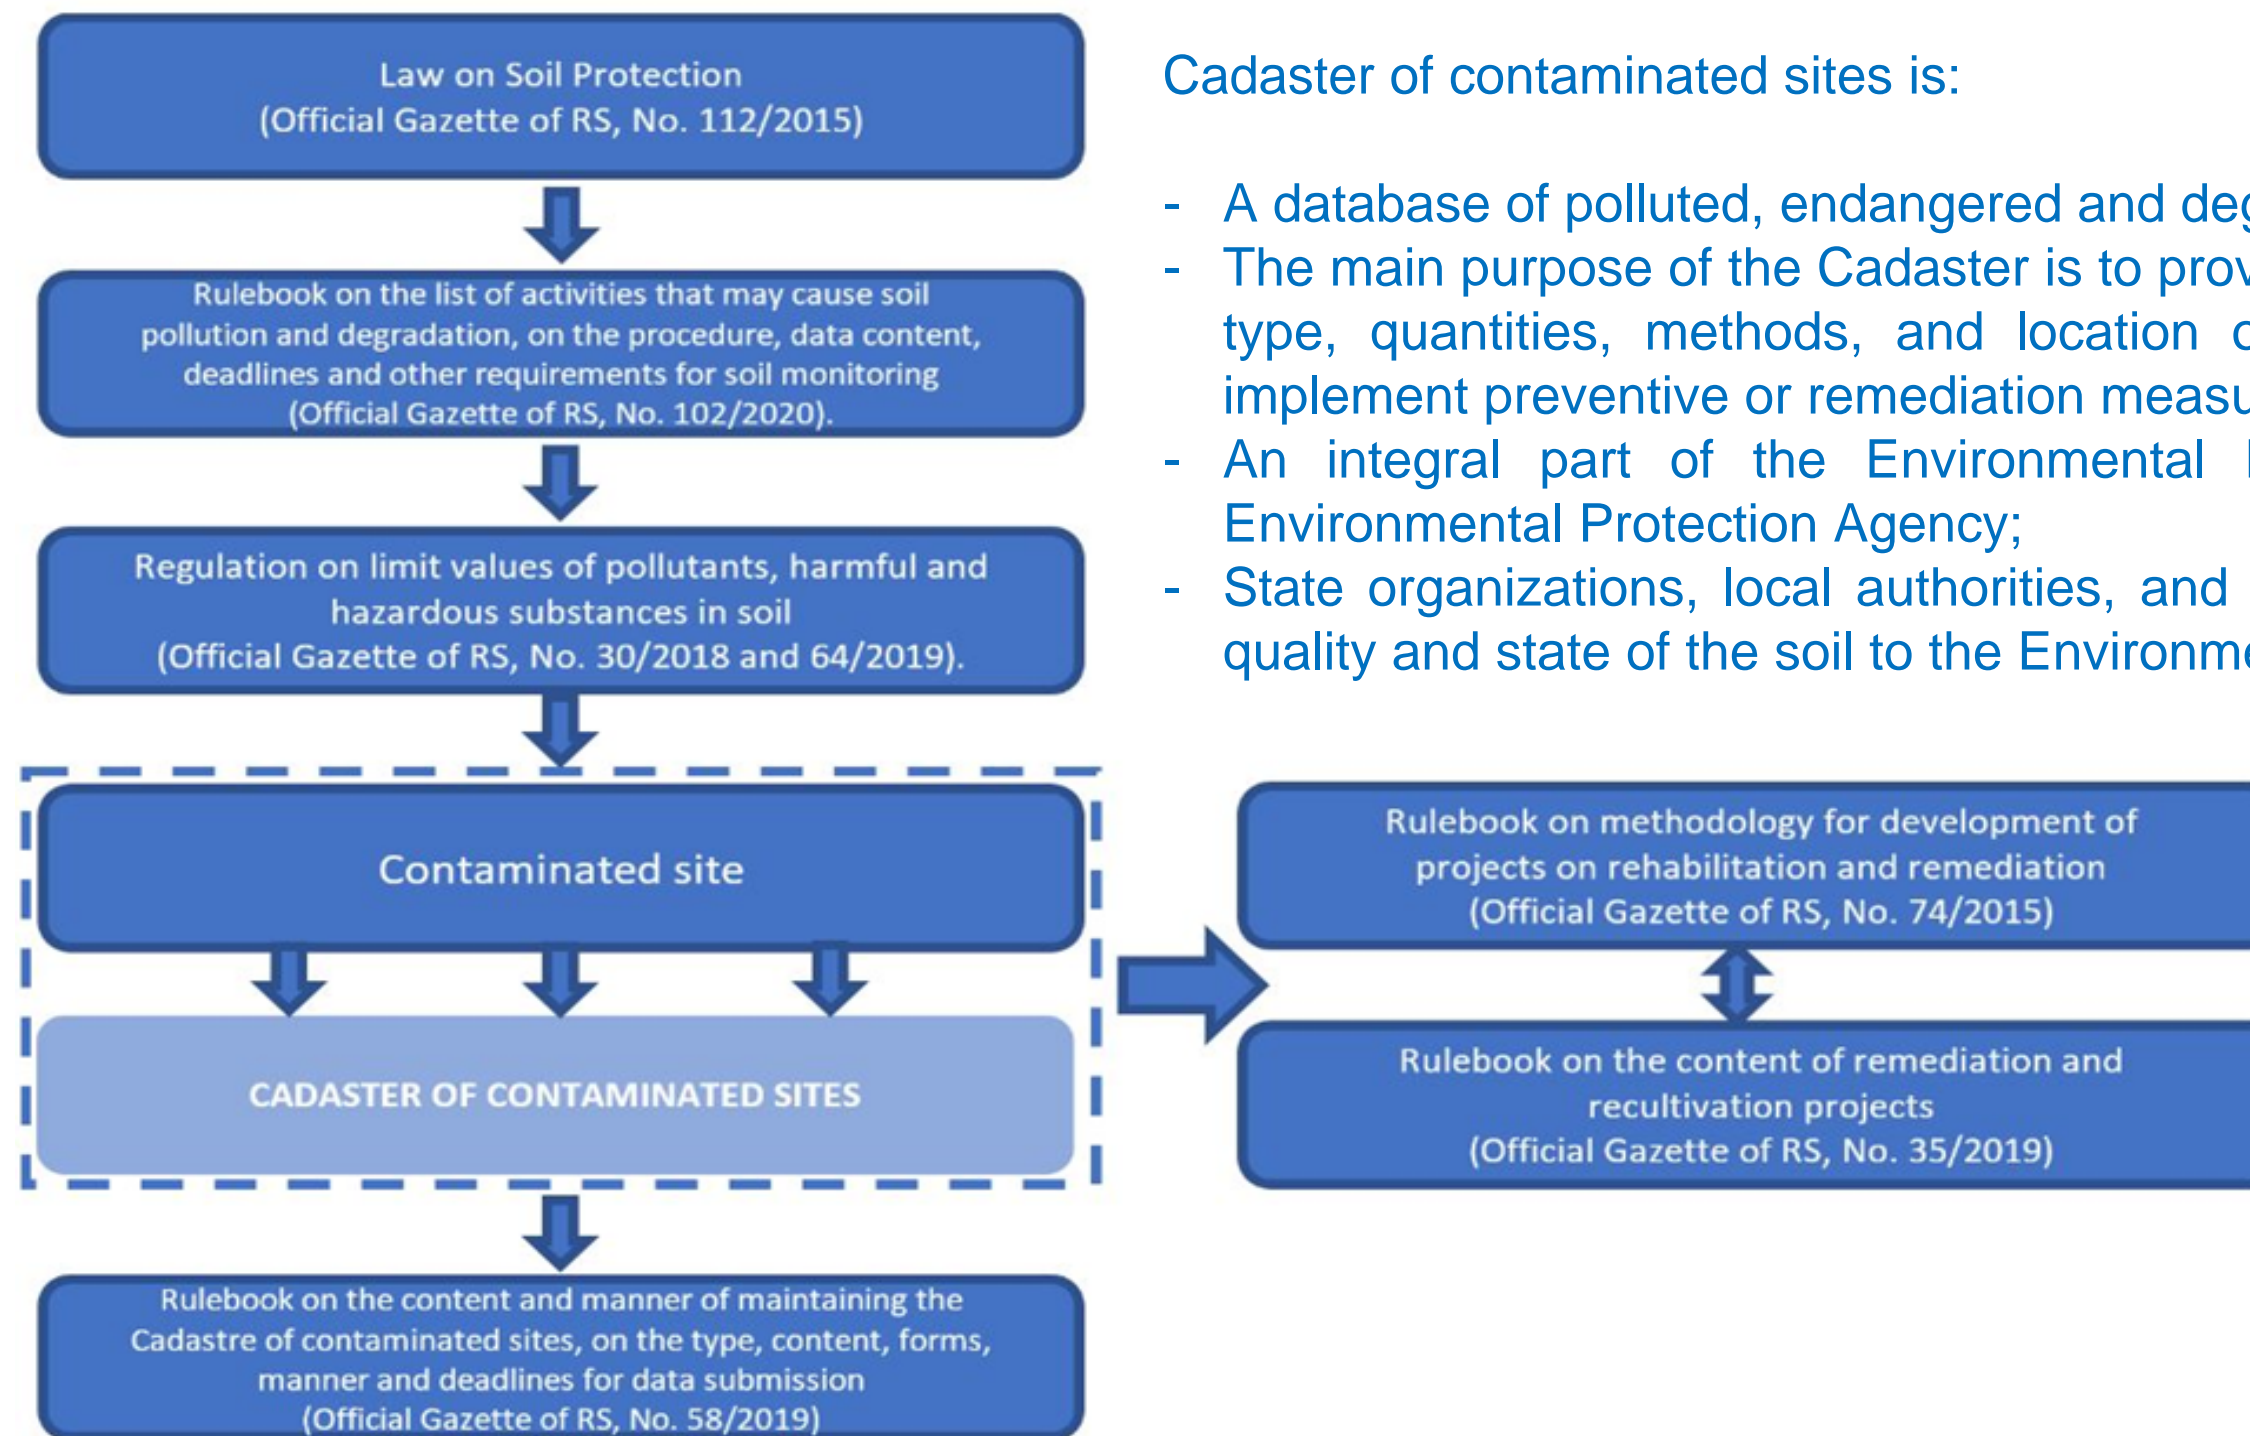 Law on Soil Protection
(Official Gazette of RS, No. 112/2015)
Rulebook on the list of activities that may cause soil
pollution and degradation, on the procedure, data content,
deadlines and other requirements for soil monitoring
(Official Gazette of RS, No. 102/2020).
Regulation on limit values of pollutants, harmful and
hazardous substances in soil
(Official Gazette of RS, No. 30/2018 and 64/2019).
Contaminated site
CADASTER OF CONTAMINATED SITES
Rulebook on the content and manner of maintaining the
Cadastre of contaminated sites, on the type, content, forms,
manner and deadlines for data submission
(Official Gazette of RS, No. 58/2019)
Cadaster of contaminated sites is:
- A database of polluted, endangered and
- The main purpose of the Cadaster is to
type, quantities, methods, and location
implement preventive or remediation
- An integral part of the Environmental
Environmental Protection Agency;
- State organizations, local authorities, and
quality and state of the soil to the
Rulebook on methodology for development of
projects on rehabilitation and remediation
(Official Gazette of RS, No. 74/2015)
Rulebook on the content of remediation and
recultivation projects
(Official Gazette of RS, No. 35/2019)